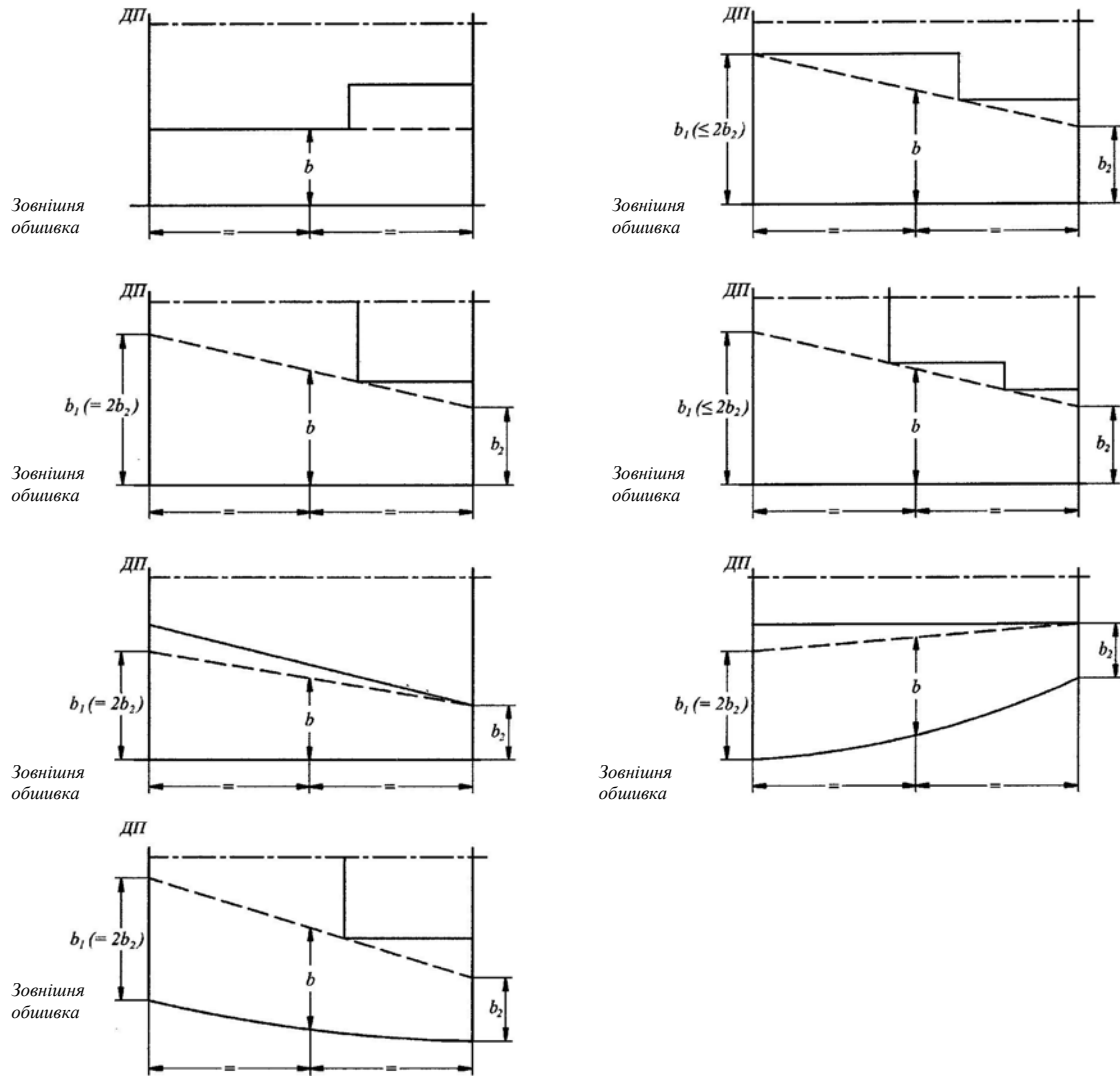 ДП
b
Зовнішня
обшивка
=
=
ДП
b₁ (≤ 2b₂)
b
b₂
Зовнішня
обшивка
=
=
ДП
b₁ (= 2b₂)
b
b₂
Зовнішня
обшивка
=
=
ДП
b₁ (≤ 2b₂)
b
b₂
Зовнішня
обшивка
=
=
ДП
b₁ (= 2b₂)
b
b₂
Зовнішня
обшивка
=
=
ДП
b₁ (= 2b₂)
b
b₂
Зовнішня
обшивка
=
=
ДП
b₁ (= 2b₂)
b
b₂
Зовнішня
обшивка
=
=